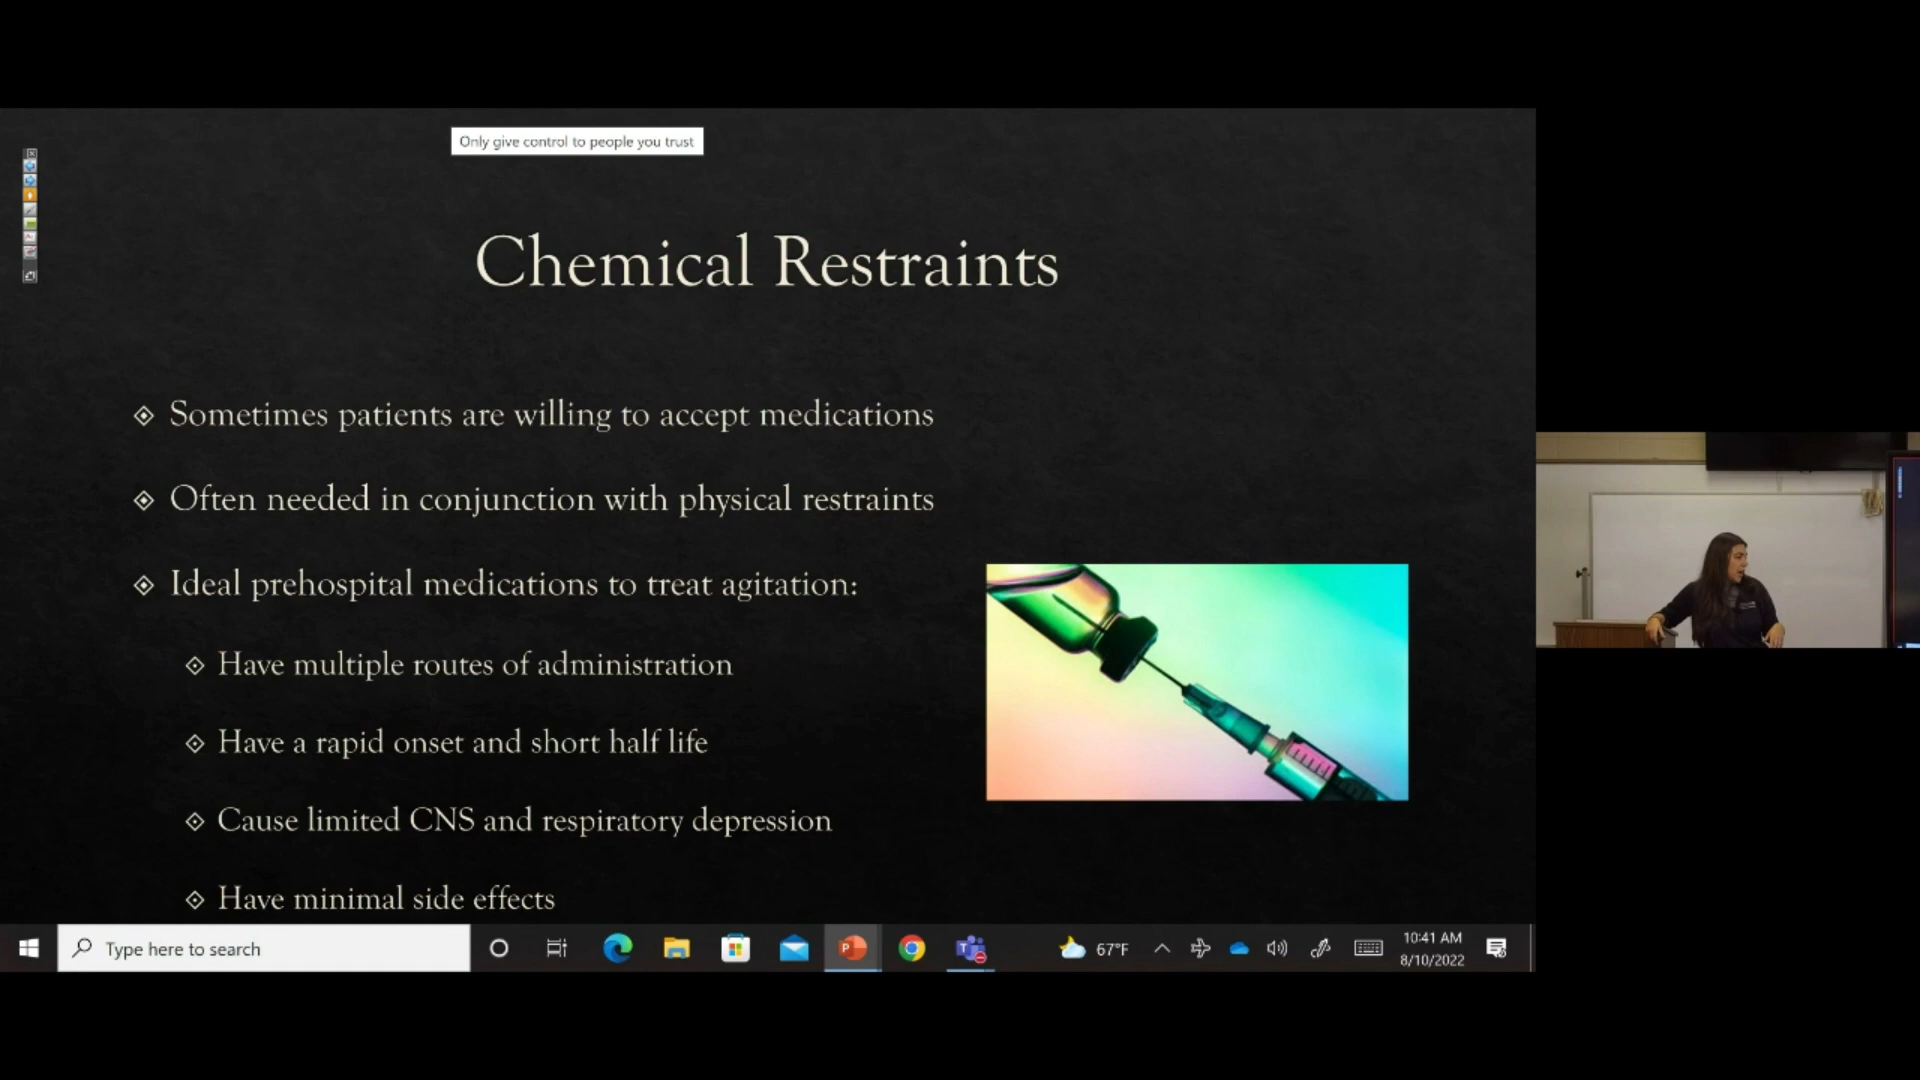 Only give control to people you trust
Chemical Restraints
Sometimes patients are willing to accept medications
Often needed in conjunction with physical restraints
Ideal prehospital medications to treat agitation:
Have multiple routes of administration
Have a rapid onset and short half life
Cause limited CNS and respiratory depression
Have minimal side effects
Type here to search
67°F
10:41 AM
8/10/2022